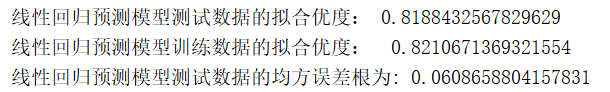 线性回归预测模型测试数据的拟合优度： 0.8188432567829629
线性回归预测模型训练数据的拟合优度： 0.8210671369321554
线性回归预测模型测试数据的均方误差根为: 0.0608658804157831